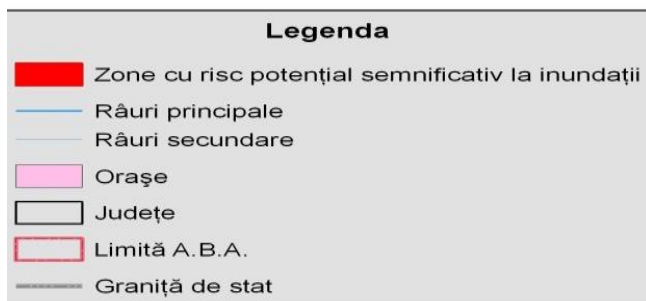 Legenda
Zone cu risc potențial semnificativ la inundații
Râuri principale
Râuri secundare
Orașe
Județe
Limită A.B.A.
Graniță de stat